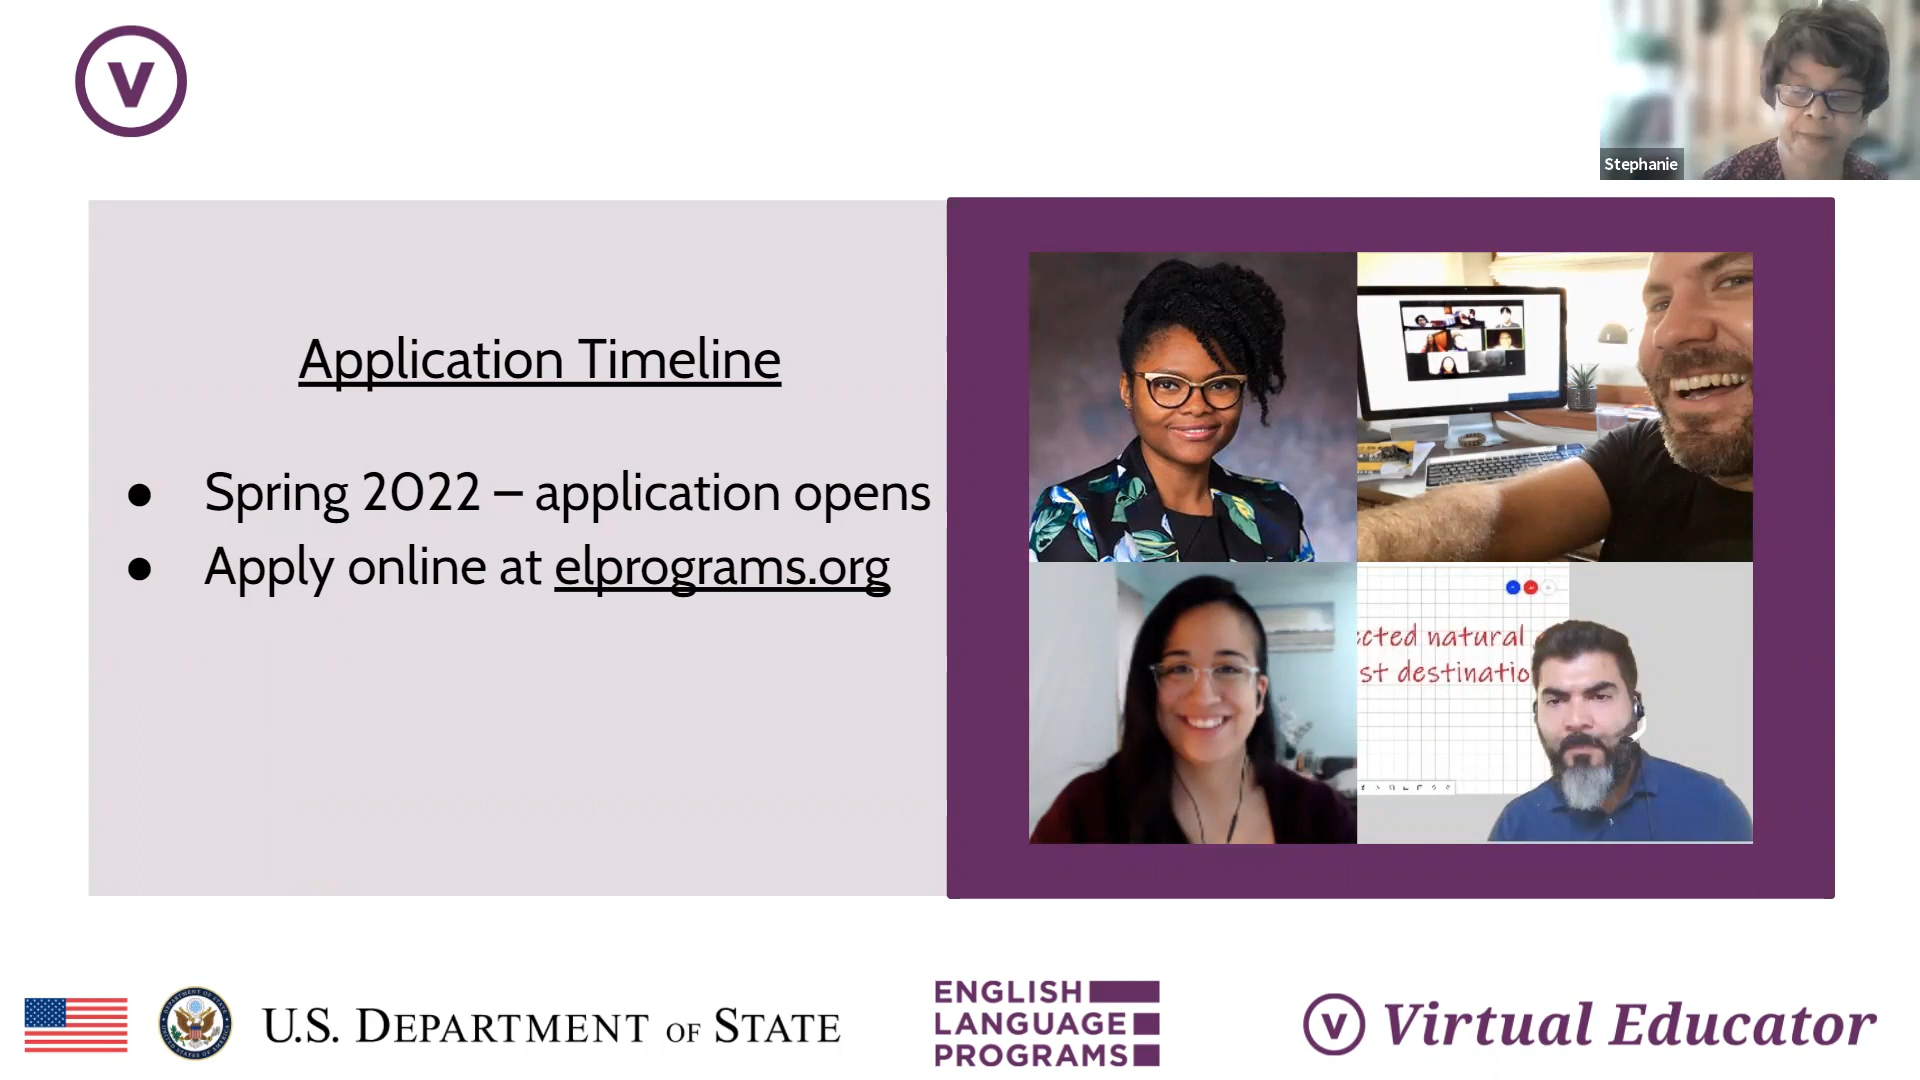 V
Stephanie
Application Timeline
● Spring 2022 – application opens
● Apply online at elprograms.org
cted natural
st destinatio
U.S. DEPARTMENT OF STATE
ENGLISH
LANGUAGE
PROGRAMS
V Virtual Educator